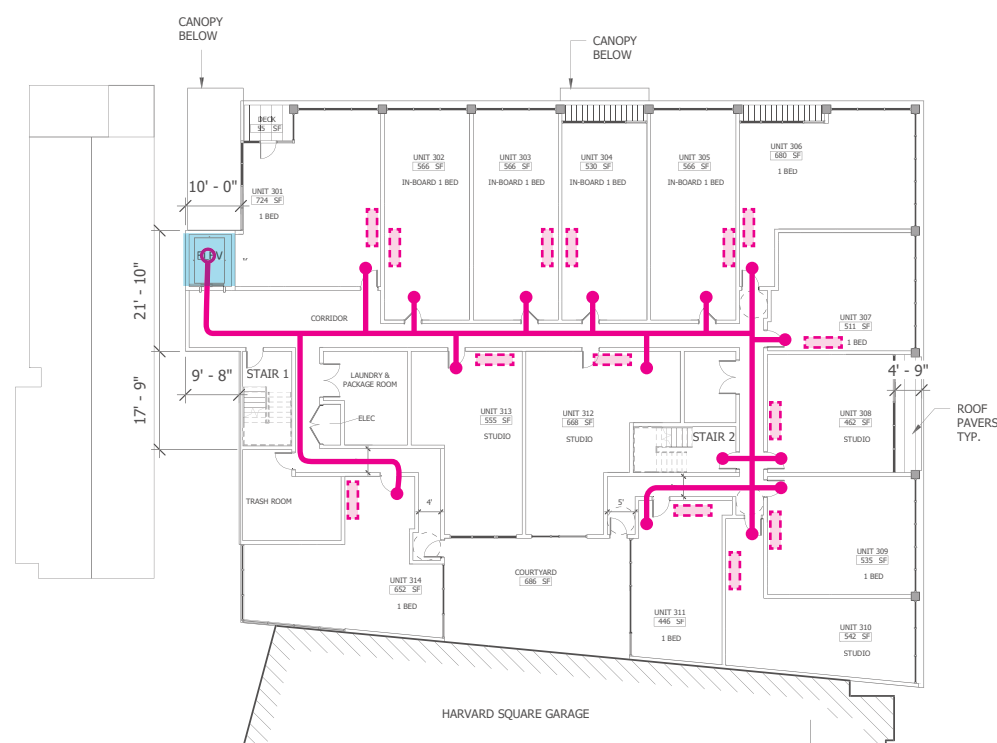 CANOPY
BELOW
CANOPY
BELOW
DECK
55 SF
UNIT 301
724 SF
1 BED
UNIT 302
566 SF
IN-BOARD 1 BED
UNIT 303
566 SF
IN-BOARD 1 BED
UNIT 304
530 SF
IN-BOARD 1 BED
UNIT 305
566 SF
IN-BOARD 1 BED
UNIT 306
680 SF
1 BED
10' - 0"
ELEV
21' - 10"
CORRIDOR
UNIT 307
511 SF
1 BED
9' - 8"
17' - 9"
STAIR 1
LAUNDRY &
PACKAGE ROOM
ELEC
UNIT 313
555 SF
STUDIO
UNIT 312
668 SF
STUDIO
STAIR 2
UNIT 308
462 SF
STUDIO
4' - 9"
ROOF
PAVERS
TYP.
TRASH ROOM
4'
5'
UNIT 314
652 SF
1 BED
COURTYARD
686 SF
UNIT 311
446 SF
1 BED
UNIT 309
535 SF
1 BED
UNIT 310
542 SF
STUDIO
HARVARD SQUARE GARAGE